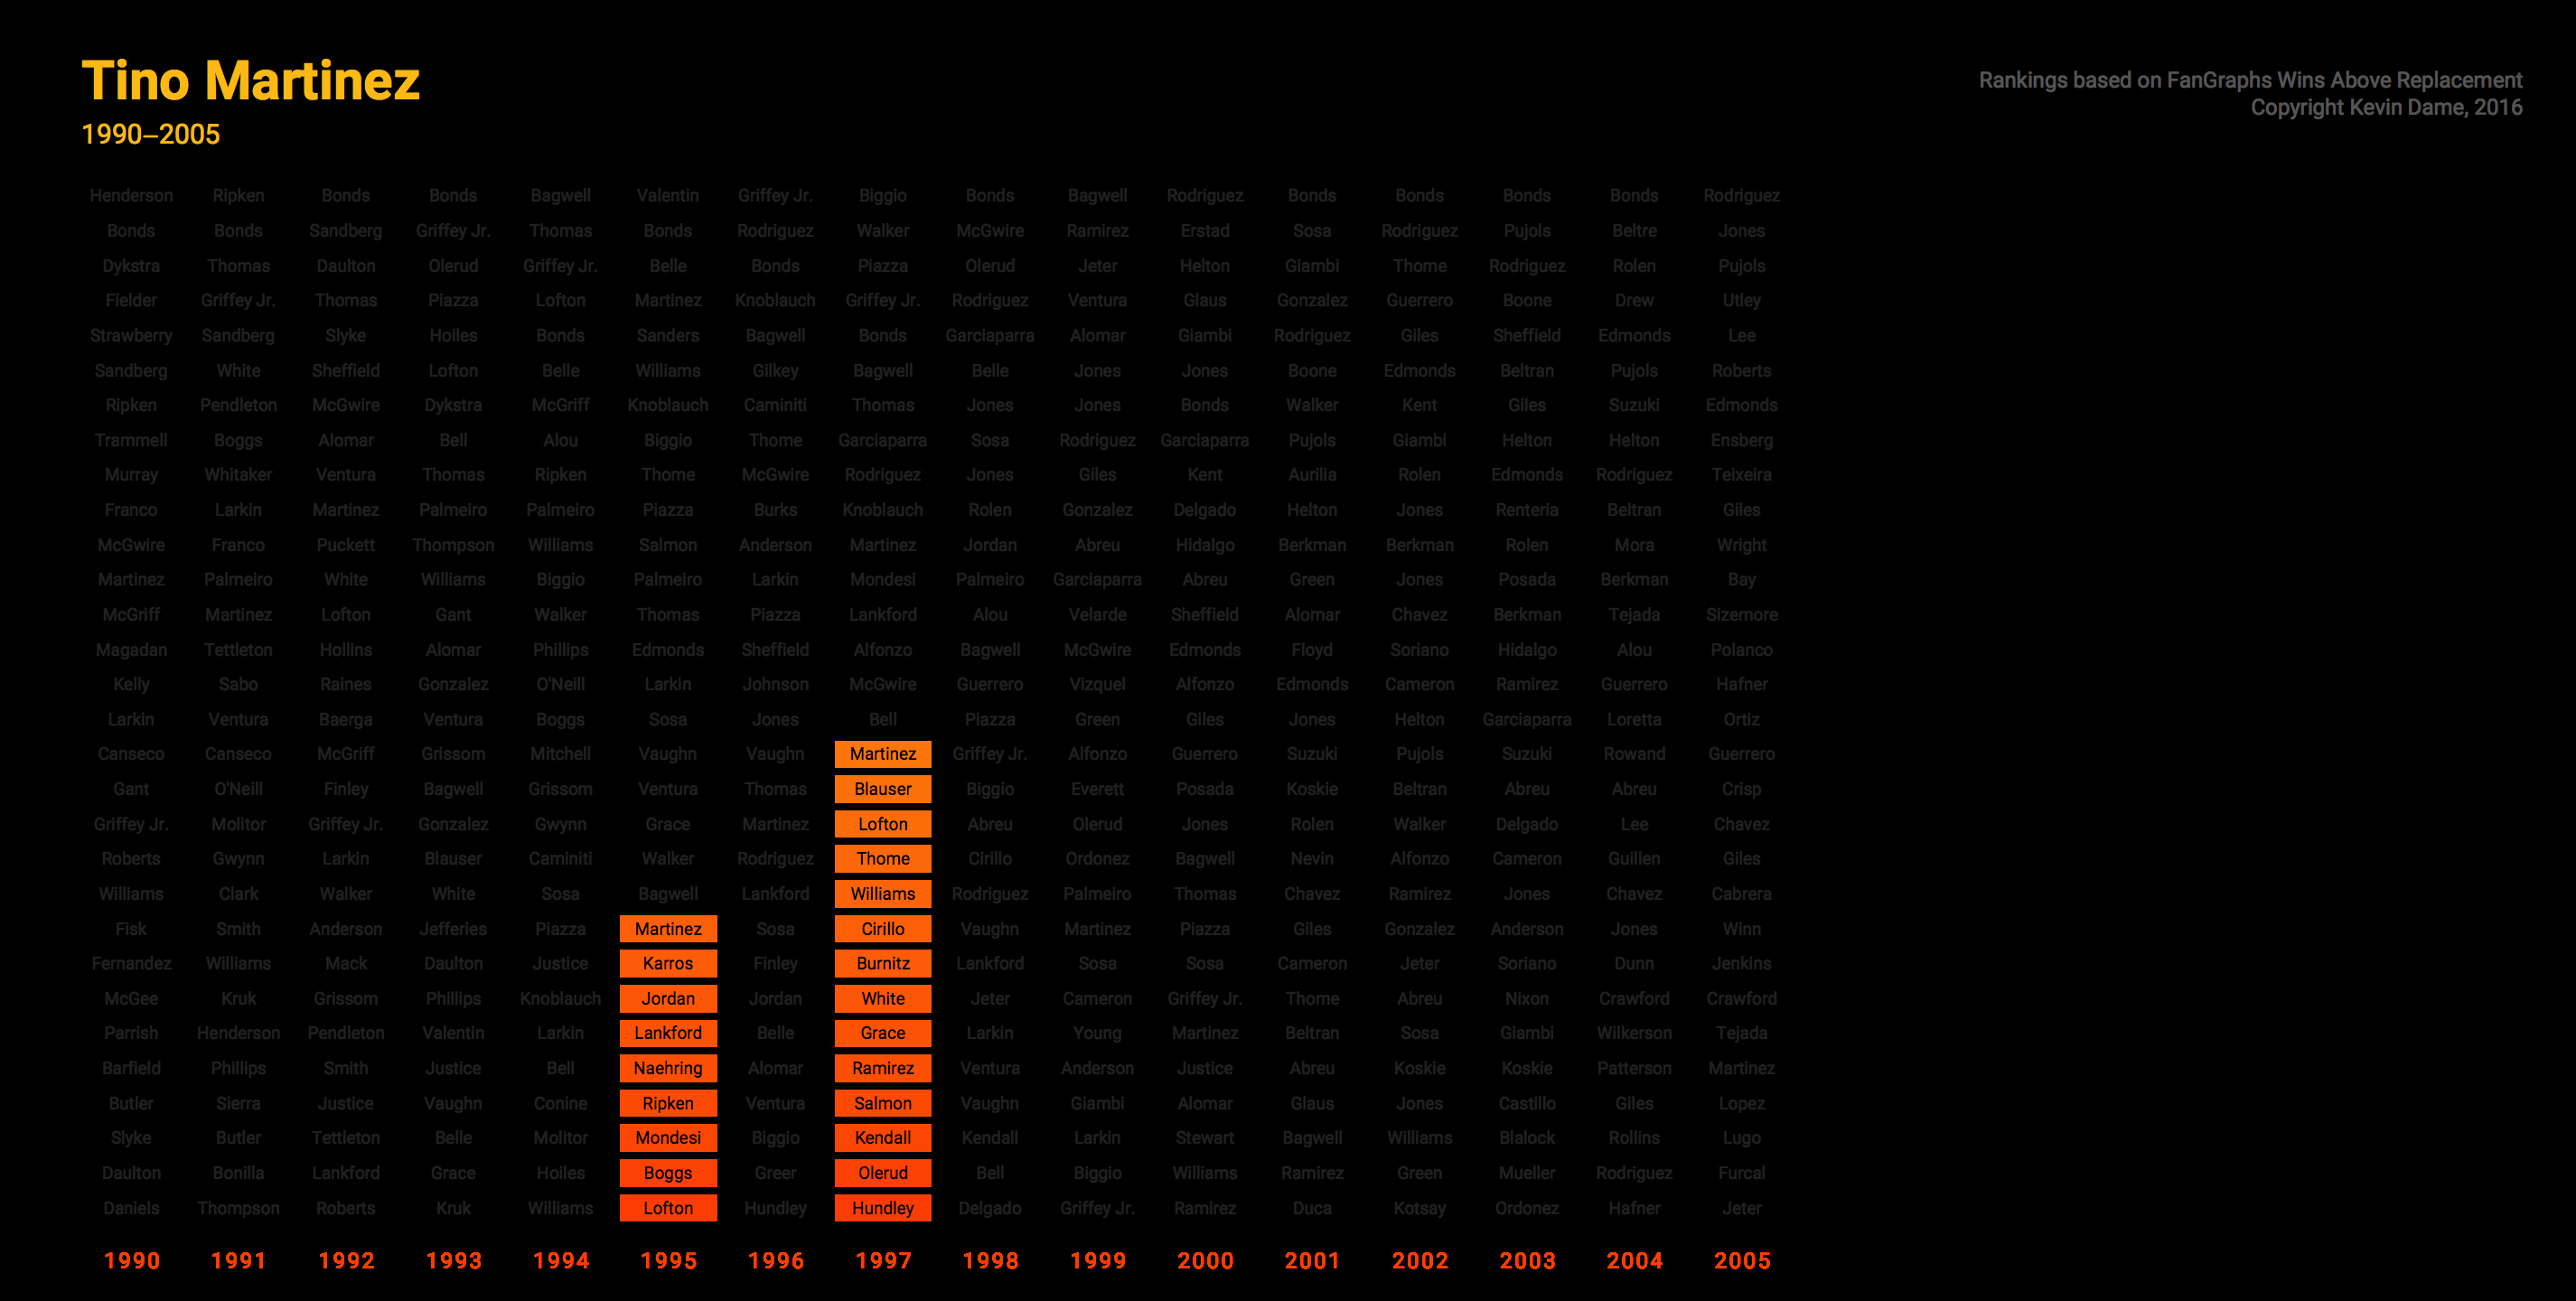 Tino Martinez
1990–2005
Rankings based on FanGraphs Wins Above Replacement
Copyright Kevin Dame, 2016
Henderson Ripken Bonds Bonds Bagwell Valentin Griffey Jr. Biggio Bonds Bagwell Rodriguez Bonds Bonds Bonds Bonds Rodriguez
Bonds Bonds Sandberg Griffey Jr. Thomas Bonds Rodriguez Walker McGwire Ramirez Erstad Sosa Rodriguez Pujols Beltre Jones
Dykstra Thomas Daulton Olerud Griffey Jr. Belle Bonds Piazza Olerud Jeter Helton Giambi Thome Rodriguez Rolen Pujols
Fielder Griffey Jr. Thomas Piazza Lofton Martinez Knoblauch Griffey Jr. Rodriguez Ventura Glaus Gonzalez Guerrero Boone Drew Utley
Strawberry Sandberg Slyke Hoiles Bonds Sanders Bagwell Bonds Garciaparra Alomar Giambi Rodriguez Giles Sheffield Edmonds Lee
Sandberg White Sheffield Lofton Belle Williams Gilkey Bagwell Belle Jones Jones Boone Edmonds Beltran Pujols Roberts
Ripken Pendleton McGwire Dykstra McGriff Knoblauch Caminiti Thomas Jones Jones Bonds Walker Kent Giles Suzuki Edmonds
Trammell Boggs Alomar Bell Alou Biggio Thome Garciaparra Sosa Rodriguez Garciaparra Pujols Giambi Helton Helton Ensberg
Murray Whitaker Ventura Thomas Ripken Thome McGwire Rodriguez Jones Giles Kent Aurilia Rolen Edmonds Rodriguez Teixeira
Franco Larkin Martinez Palmeiro Palmeiro Piazza Burks Knoblauch Rolen Gonzalez Delgado Helton Jones Renteria Beltran Giles
McGwire Franco Puckett Thompson Williams Salmon Anderson Martinez Jordan Abreu Hidalgo Berkman Berkman Rolen Mora Wright
Martinez Palmeiro White Williams Biggio Palmeiro Larkin Mondesi Palmeiro Garciaparra Abreu Green Jones Posada Berkman Bay
McGriff Martinez Lofton Gant Walker Thomas Piazza Lankford Alou Velarde Sheffield Alomar Chavez Berkman Tejada Sizemore
Magadan Tettleton Hollins Alomar Phillips Edmonds Sheffield Alfonzo Bagwell McGwire Edmonds Floyd Soriano Hidalgo Alou Polanco
Kelly Sabo Raines Gonzalez O'Neill Larkin Johnson McGwire Guerrero Vizquel Alfonzo Edmonds Cameron Ramirez Guerrero Hafner
Larkin Ventura Baerga Ventura Boggs Sosa Jones Bell Piazza Green Giles Jones Helton Garciaparra Loretta Ortiz
Canseco Canseco McGriff Grissom Mitchell Vaughn Vaughn Martinez Griffey Jr. Alfonzo Guerrero Suzuki Pujols Suzuki Rowand Guerrero
Gant O'Neill Finley Bagwell Grissom Ventura Thomas Blauser Biggio Everett Posada Koskie Beltran Abreu Abreu Crisp
Griffey Jr. Molitor Griffey Jr. Gonzalez Gwynn Grace Martinez Lofton Abreu Olerud Jones Rolen Walker Delgado Lee Chavez
Roberts Gwynn Larkin Blauser Caminiti Walker Rodriguez Thome Cirillo Ordonez Bagwell Nevin Alfonzo Cameron Guillen Giles
Williams Clark Walker White Sosa Bagwell Lankford Williams Rodriguez Palmeiro Thomas Chavez Ramirez Jones Chavez Cabrera
Fisk Smith Anderson Jefferies Piazza Martinez Sosa Cirillo Vaughn Martinez Piazza Giles Gonzalez Anderson Jones Winn
Fernandez Williams Mack Daulton Justice Karros Finley Burnitz Lankford Sosa Sosa Cameron Jeter Soriano Dunn Jenkins
McGee Kruk Grissom Phillips Knoblauch Jordan Jordan White Jeter Cameron Griffey Jr. Thome Abreu Nixon Crawford Crawford
Parrish Henderson Pendleton Valentin Larkin Lankford Belle Grace Larkin Young Martinez Beltran Sosa Giambi Wilkerson Tejada
Barfield Phillips Smith Justice Bell Naehring Alomar Ramirez Ventura Anderson Justice Abreu Koskie Koskie Patterson Martinez
Butler Sierra Justice Vaughn Conine Ripken Ventura Salmon Vaughn Giambi Alomar Glaus Jones Castillo Giles Lopez
Slyke Butler Tettleton Belle Molitor Mondesi Biggio Kendall Kendall Larkin Stewart Bagwell Williams Blalock Rollins Lugo
Daulton Bonilla Lankford Grace Hoiles Boggs Greer Olerud Bell Biggio Williams Ramirez Green Mueller Rodriguez Furcal
Daniels Thompson Roberts Kruk Williams Lofton Hundley Hundley Delgado Griffey Jr. Ramirez Duca Kotsay Ordonez Hafner Jeter
1990 1991 1992 1993 1994 1995 1996 1997 1998 1999 2000 2001 2002 2003 2004 2005